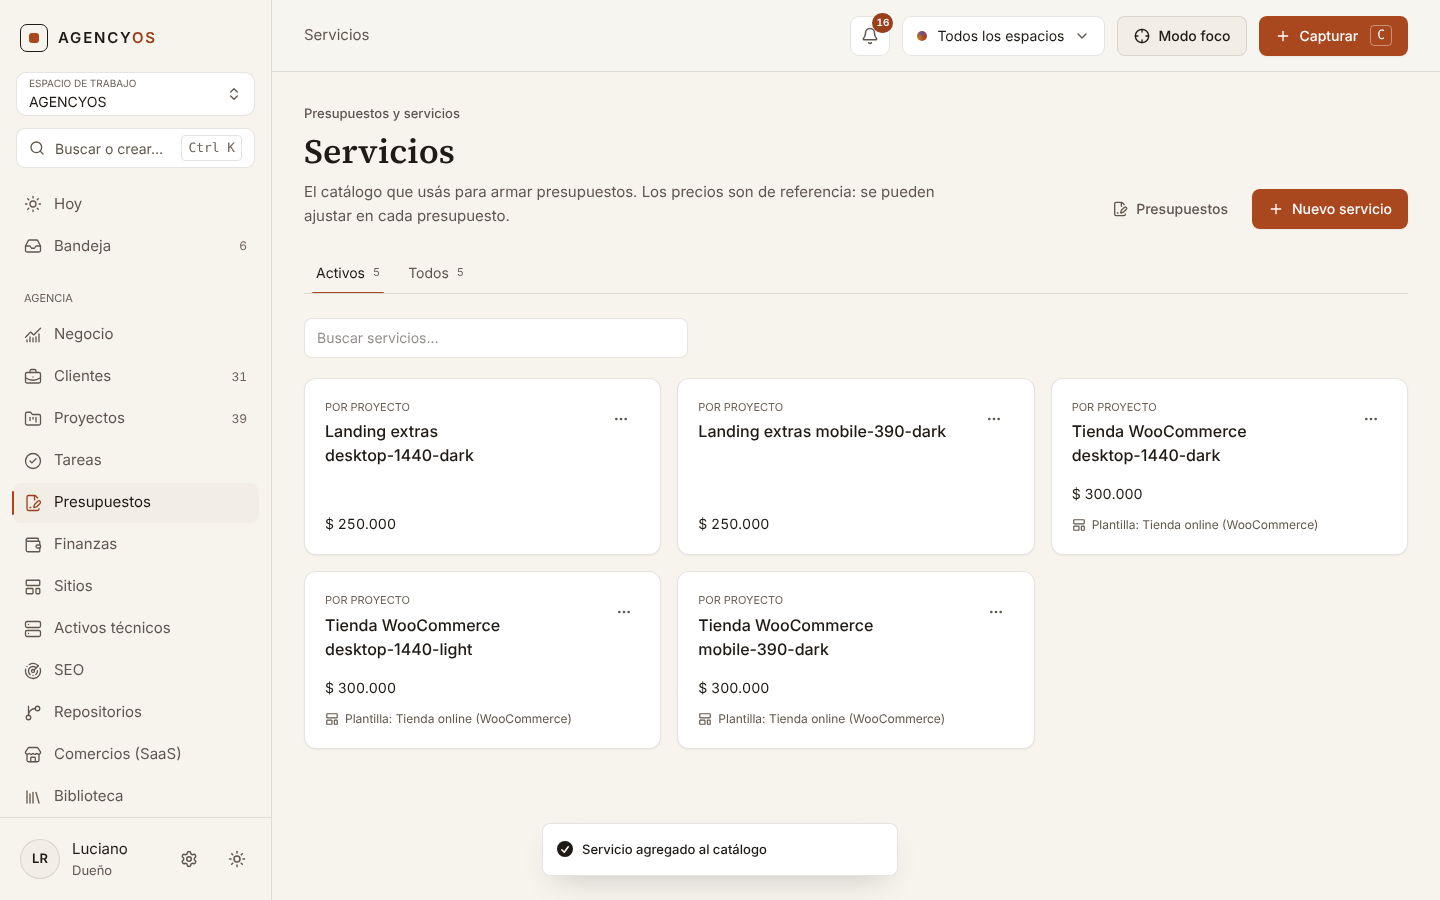 AGENCYOS
ESPACIO DE TRABAJO
AGENCYOS
Buscar o crear... Ctrl K
Hoy
Bandeja 6
AGENCIA
Negocio
Clientes 31
Proyectos 39
Tareas
Presupuestos
Finanzas
Sitios
Activos técnicos
SEO
Repositorios
Comercios (SaaS)
Biblioteca
LR
Luciano
Dueño
Servicios
16
Todos los espacios
Modo foco
Capturar C
Presupuestos y servicios
Servicios
El catálogo que usás para armar presupuestos. Los precios son de referencia: se pueden
ajustar en cada presupuesto.
Presupuestos
Nuevo servicio
Activos 5
Todos 5
Buscar servicios...
POR PROYECTO
Landing extras
desktop-1440-dark
$ 250.000
POR PROYECTO
Landing extras mobile-390-dark
$ 250.000
POR PROYECTO
Tienda WooCommerce
desktop-1440-dark
$ 300.000
Plantilla: Tienda online (WooCommerce)
POR PROYECTO
Tienda WooCommerce
desktop-1440-light
$ 300.000
Plantilla: Tienda online (WooCommerce)
POR PROYECTO
Tienda WooCommerce
mobile-390-dark
$ 300.000
Plantilla: Tienda online (WooCommerce)
Servicio agregado al catálogo